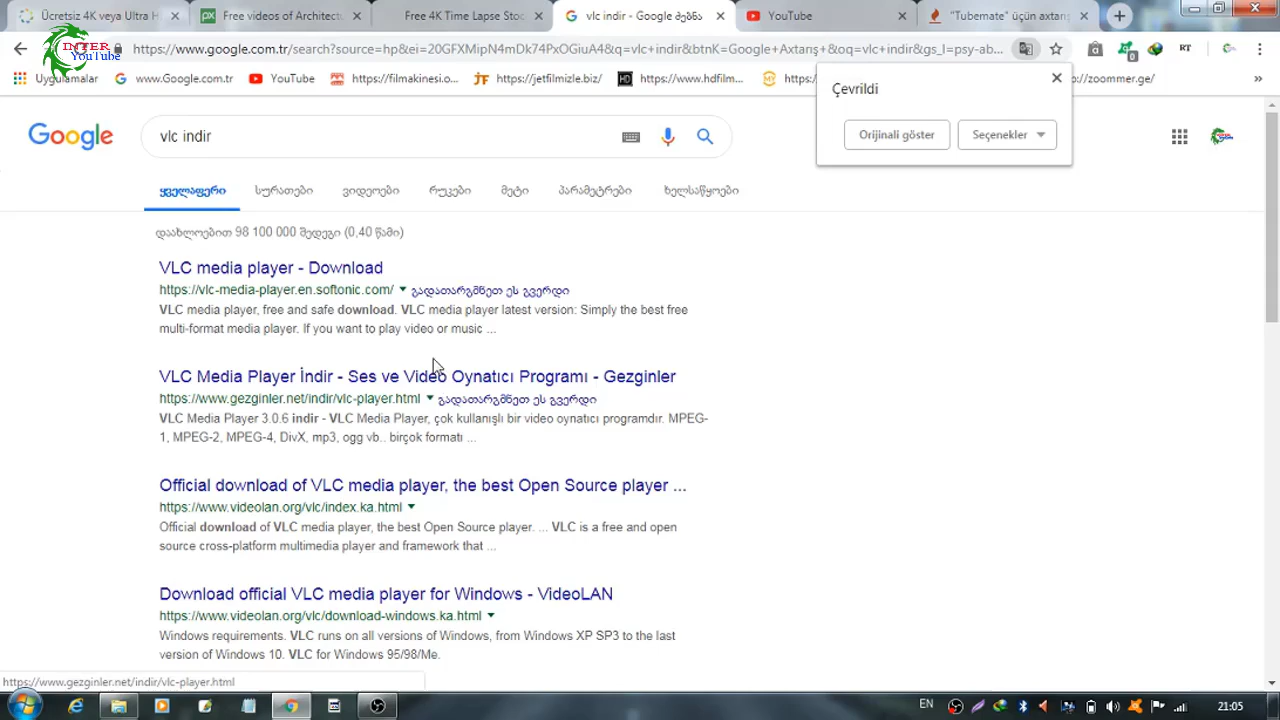 Ücretsiz 4K veya Ultra H
Free videos of Architectu
Free 4K Time Lapse Stoc
vlc indir - Google ძებნა
YouTube
"Tubemate" üçün axtarış
INTER
YouTube
https://www.google.com.tr/search?source=hp&ei=20GFXMipN4mDk74PxOGiuA4&q=vlc+indir&btnK=Google+Axtarış+&oq=vlc+indir&gs_l=psy-ab...
Uygulamalar
www.Google.com.tr
YouTube
https://filmakinesi.o...
https://jetfilmizle.biz/
https://www.hdfilm...
https:/
zoommer.ge/
Çevrildi
Orijinali göster
Seçenekler
Google
vlc indir
ყველაფერი
სურათები
ვიდეოები
რუკები
მეტი
პარამეტრები
ხელსაწყოები
დაახლოებით 98 100 000 შედეგი (0,40 წამი)
VLC media player - Download
https://vlc-media-player.en.softonic.com/ გადათარგმნეთ ეს გვერდი
VLC media player, free and safe download. VLC media player latest version: Simply the best free
multi-format media player. If you want to play video or music ...
VLC Media Player İndir - Ses ve Video Oynatıcı Programı - Gezginler
https://www.gezginler.net/indir/vlc-player.html გადათარგმნეთ ეს გვერდი
VLC Media Player 3.0.6 indir - VLC Media Player, çok kullanışlı bir video oynatıcı programdır. MPEG-
1, MPEG-2, MPEG-4, DivX, mp3, ogg vb.. birçok formatı ...
Official download of VLC media player, the best Open Source player ...
https://www.videolan.org/vlc/index.ka.html
Official download of VLC media player, the best Open Source player. ... VLC is a free and open
source cross-platform multimedia player and framework that ...
Download official VLC media player for Windows - VideoLAN
https://www.videolan.org/vlc/download-windows.ka.html
Windows requirements. VLC runs on all versions of Windows, from Windows XP SP3 to the last
version of Windows 10. VLC for Windows 95/98/Me.
https://www.gezginler.net/indir/vlc-player.html
EN
21:05